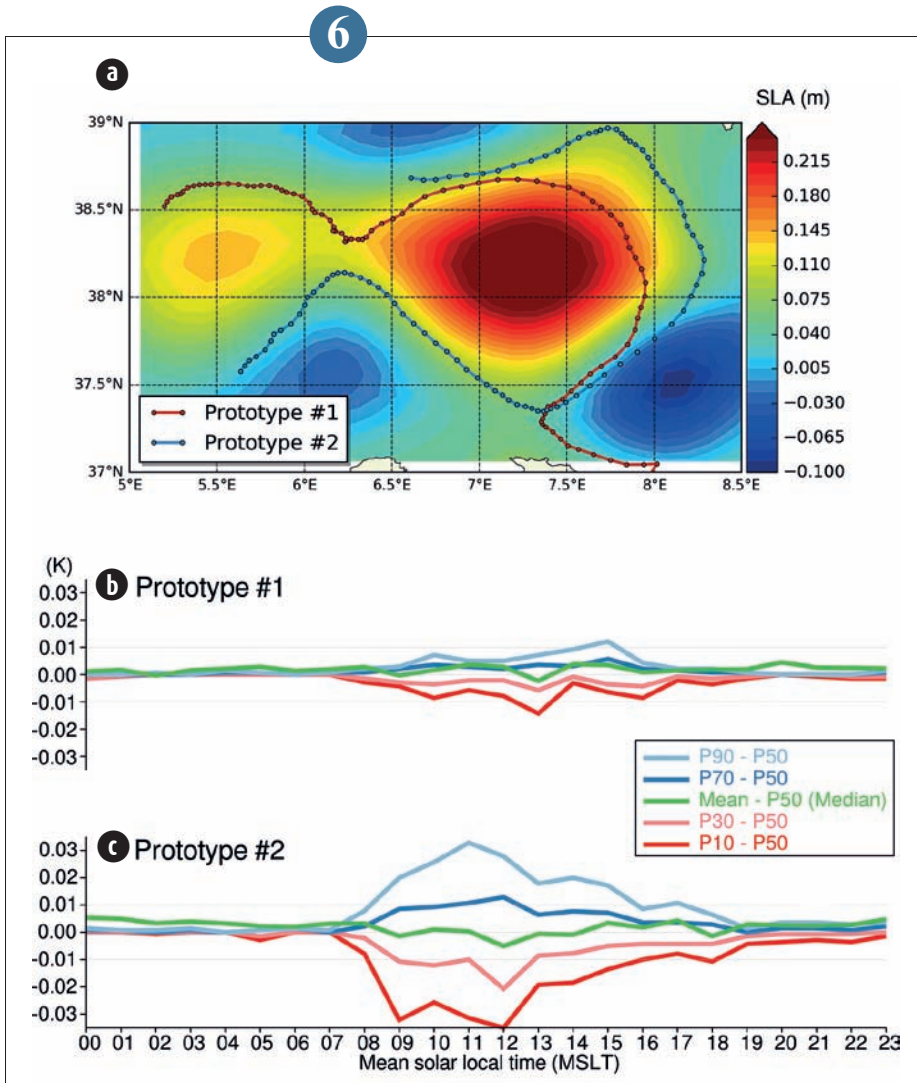 6
a
SLA (m)
39°N
38.5°N
38°N
37.5°N
37°N
5°E 5.5°E 6°E 6.5°E 7°E 7.5°E 8°E 8.5°E
Prototype #1
Prototype #2
0.215
0.180
0.145
0.110
0.075
0.040
0.005
−0.030
−0.065
−0.100
(K)
b Prototype #1
0.03
0.02
0.01
0.00
-0.01
-0.02
-0.03
P90 - P50
P70 - P50
Mean - P50 (Median)
P30 - P50
P10 - P50
c Prototype #2
0.03
0.02
0.01
0.00
-0.01
-0.02
-0.03
00 01 02 03 04 05 06 07 08 09 10 11 12 13 14 15 16 17 18 19 20 21 22 23
Mean solar local time (MSLT)